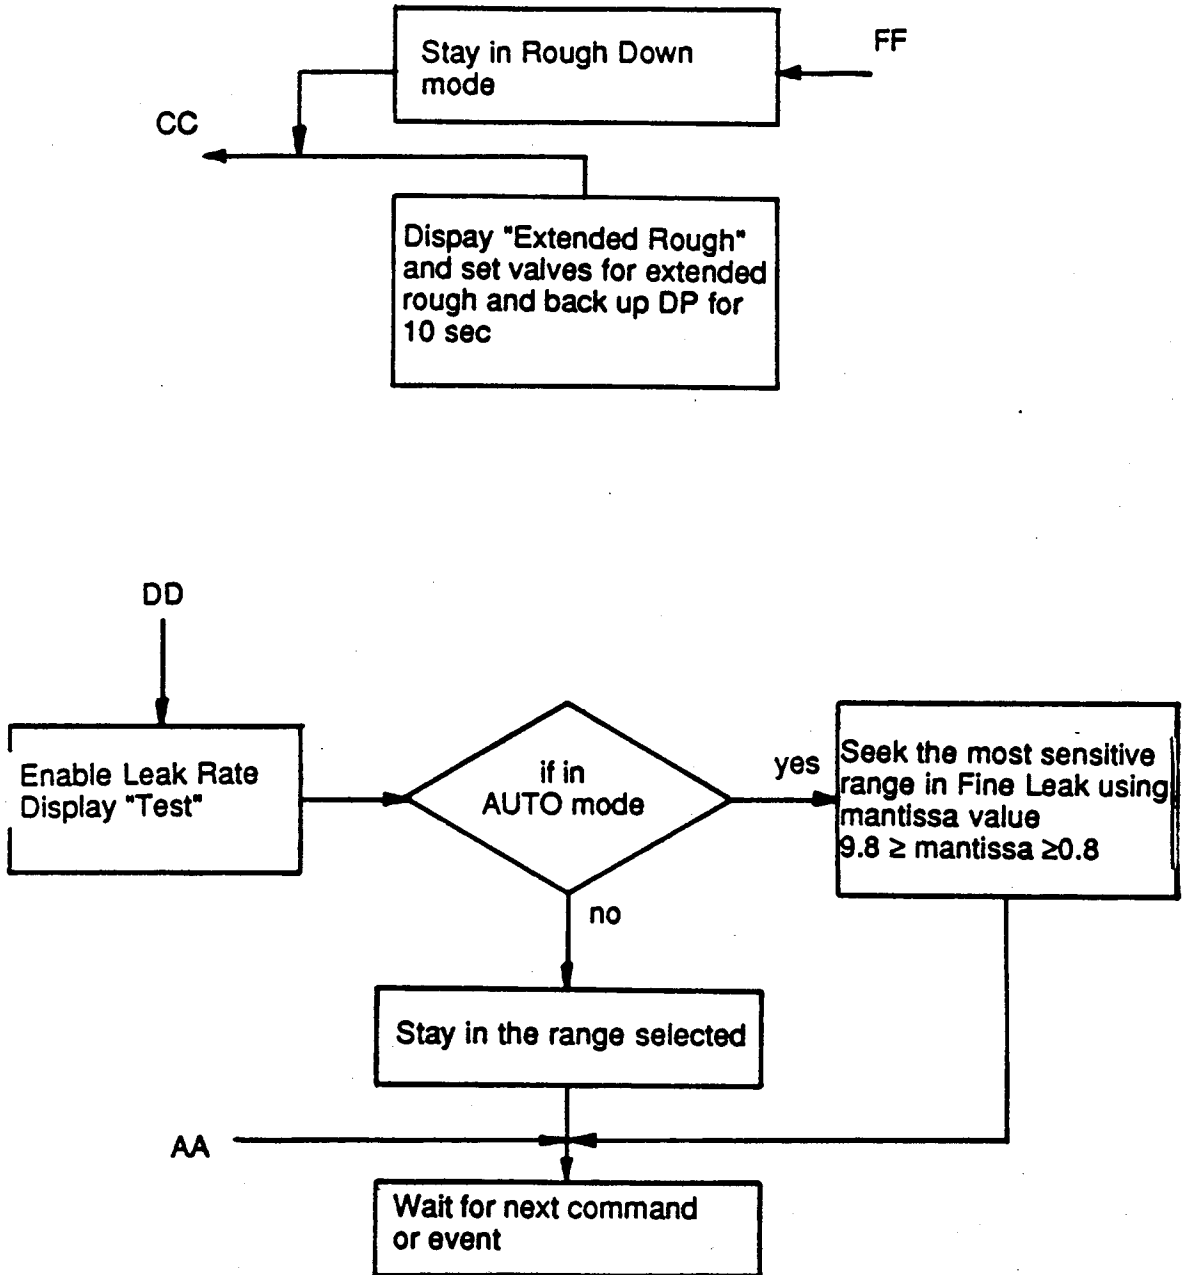 FF
Stay in Rough Down
mode
CC
Dispay "Extended Rough"
and set valves for extended
rough and back up DP for
10 sec
DD
Enable Leak Rate
Display "Test"
if in
AUTO mode
yes
Seek the most sensitive
range in Fine Leak using
mantissa value
9.8 ≥ mantissa ≥0.8
no
Stay in the range selected
AA
Wait for next command
or event